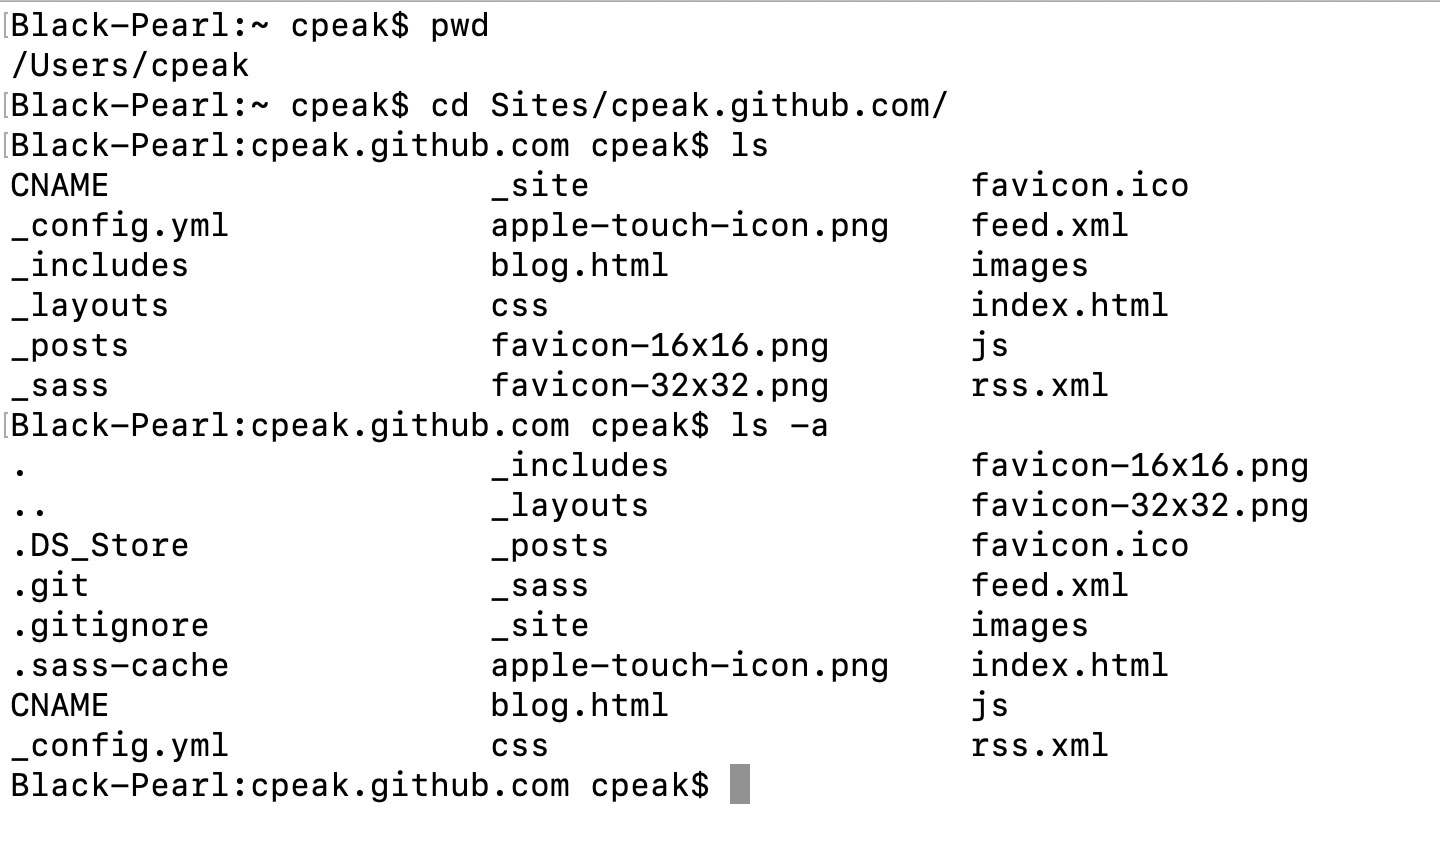 [Black-Pearl:~ cpeak$ pwd
/Users/cpeak
[Black-Pearl:~ cpeak$ cd Sites/cpeak.github.com/
[Black-Pearl:cpeak.github.com cpeak$ ls
CNAME _site favicon.ico
_config.yml apple-touch-icon.png feed.xml
_includes blog.html images
_layouts css index.html
_posts favicon-16x16.png js
_sass favicon-32x32.png rss.xml
[Black-Pearl:cpeak.github.com cpeak$ ls -a
. _includes favicon-16x16.png
.. _layouts favicon-32x32.png
.DS_Store _posts favicon.ico
.git _sass feed.xml
.gitignore _site images
.sass-cache apple-touch-icon.png index.html
CNAME blog.html js
_config.yml css rss.xml
Black-Pearl:cpeak.github.com cpeak$